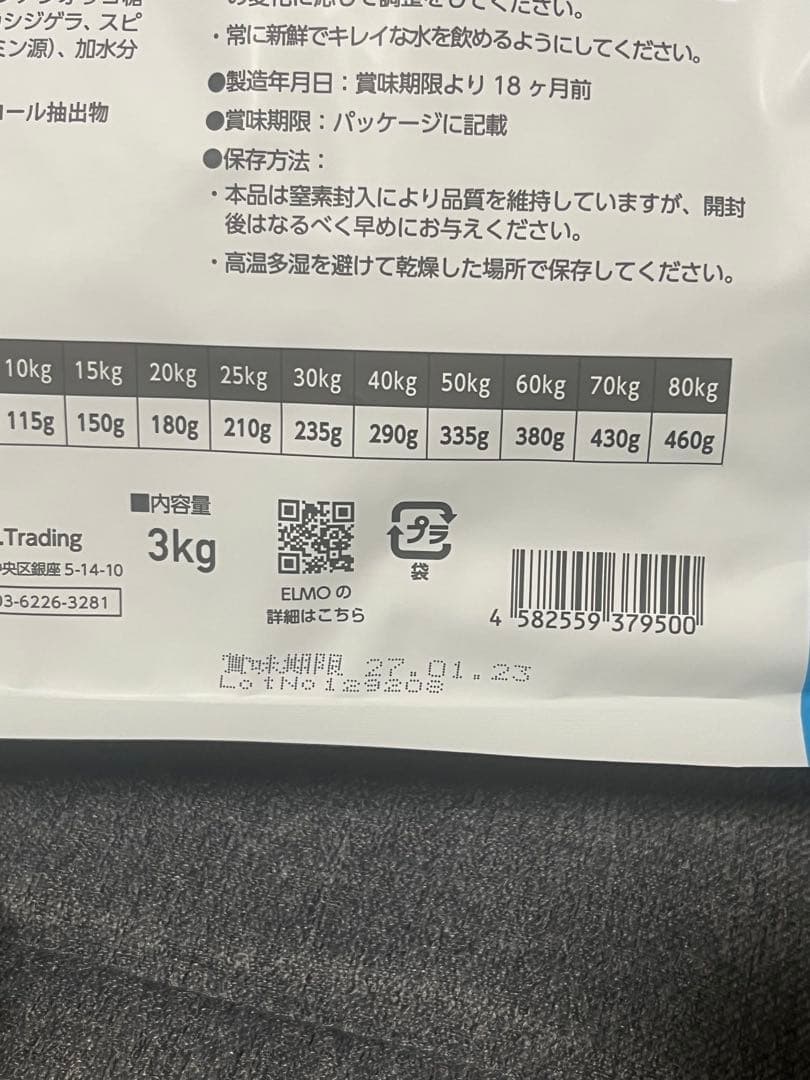 シジゲラ、スピ
ミン源)、加水分
ール抽出物
・常に新鮮でキレイな水を飲めるようにしてください。
●製造年月日：賞味期限より 18 ヶ月前
●賞味期限：パッケージに記載
●保存方法：
・本品は窒素封入により品質を維持していますが、開封
後はなるべく早めにお与えください。
・高温多湿を避けて乾燥した場所で保存してください。
10kg 15kg 20kg 25kg 30kg 40kg 50kg 60kg 70kg 80kg
115g 150g 180g 210g 235g 290g 335g 380g 430g 460g
.Trading
央区銀座 5-14-10
03-6226-3281
■内容量
3kg
ELMO の
詳細はこちら
プラ
袋
4 582559 379500
賞味期限 27.01.23
LotNo129208